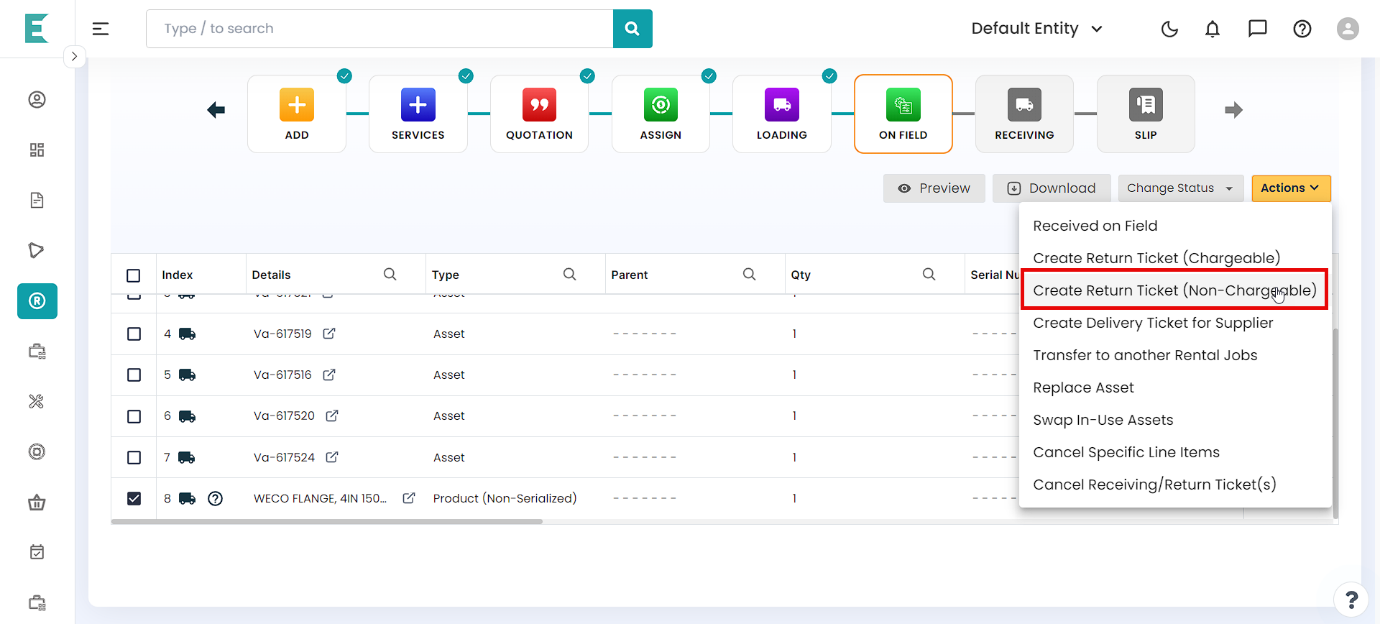 E
Type / to search
Default Entity
ADD
SERVICES
QUOTATION
ASSIGN
LOADING
ON FIELD
RECEIVING
SLIP
Preview
Download
Change Status
Actions
Received on Field
Create Return Ticket (Chargeable)
Create Return Ticket (Non-Chargeable)
Create Delivery Ticket for Supplier
Transfer to another Rental Jobs
Replace Asset
Swap In-Use Assets
Cancel Specific Line Items
Cancel Receiving/Return Ticket(s)
Index Details Type Parent Qty Serial Nu
4 Va-617519 Asset ------- 1 -----
5 Va-617516 Asset ------- 1 -----
6 Va-617520 Asset ------- 1 -----
7 Va-617524 Asset ------- 1 -----
8 WECO FLANGE, 4IN 150... Product (Non-Serialized) ------- 1 -----